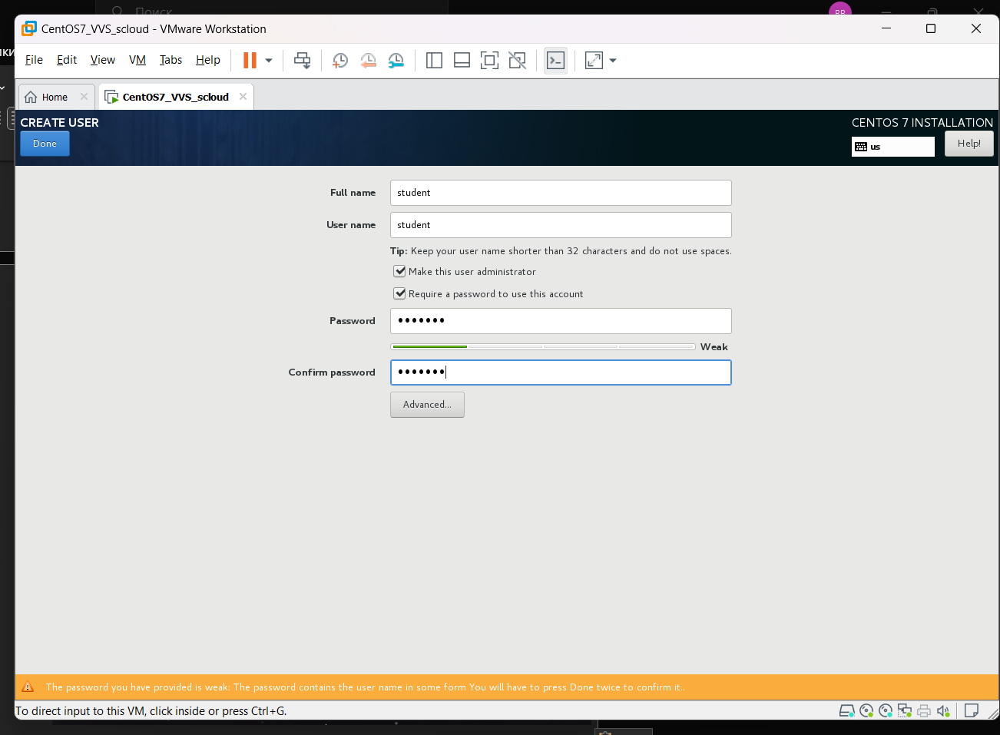 Поиск
CentOS7_VVS_scloud - VMware Workstation
File Edit View VM Tabs Help
Home
CentOS7_VVS_scloud
CREATE USER
CENTOS 7 INSTALLATION
Done
us
Help!
Full name
student
User name
student
Tip: Keep your user name shorter than 32 characters and do not use spaces.
Make this user administrator
Require a password to use this account
Password
•••••••
Weak
Confirm password
•••••••
Advanced...
The password you have provided is weak: The password contains the user name in some form You will have to press Done twice to confirm it..
To direct input to this VM, click inside or press Ctrl+G.